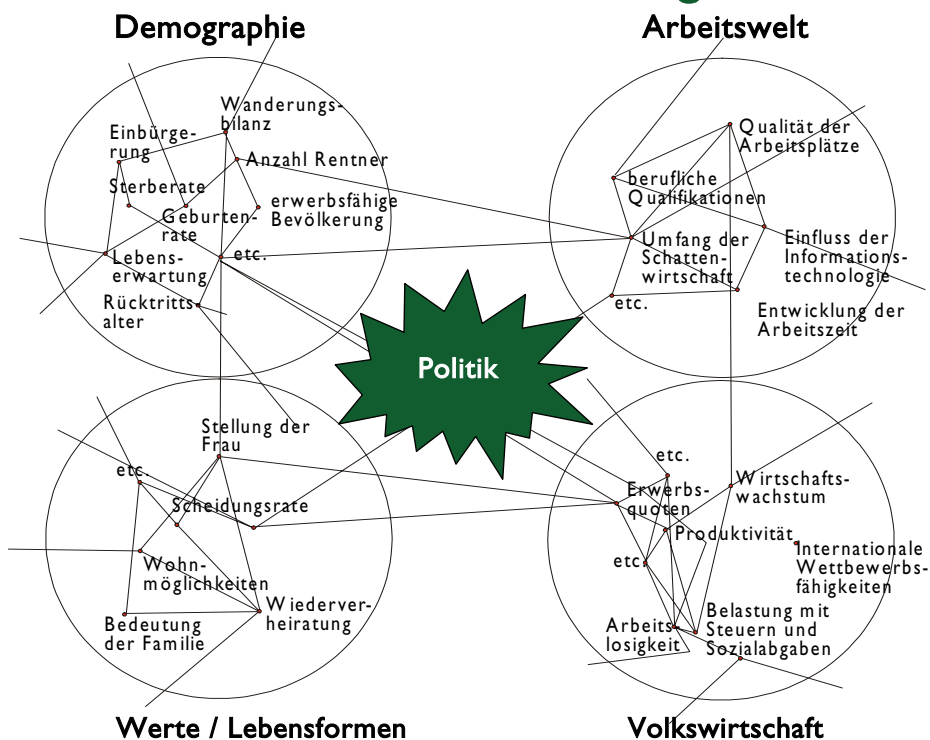 Demographie
Wanderungs-
bilanz
Einbürge-
rung
Anzahl Rentner
Sterberate
erwerbsfähige
Bevölkerung
Geburten-
rate
etc.
Lebens-
erwartung
Rücktritts-
alter
Arbeitswelt
Qualität der
Arbeitsplätze
berufliche
Qualifikationen
Umfang der
Schatten-
wirtschaft
Einfluss der
Informations-
technologie
etc.
Entwicklung der
Arbeitszeit
Politik
Stellung der
Frau
etc.
Scheidungsrate
Wohn-
möglichkeiten
Wiederver-
heiratung
Bedeutung
der Familie
Werte / Lebensformen
etc.
Erwerbs-
quoten
Wirtschafts-
wachstum
Produktivität
Internationale
Wettbewerbs-
fähigkeiten
etc.
Arbeits-
losigkeit
Belastung mit
Steuern und
Sozialabgaben
Volkswirtschaft